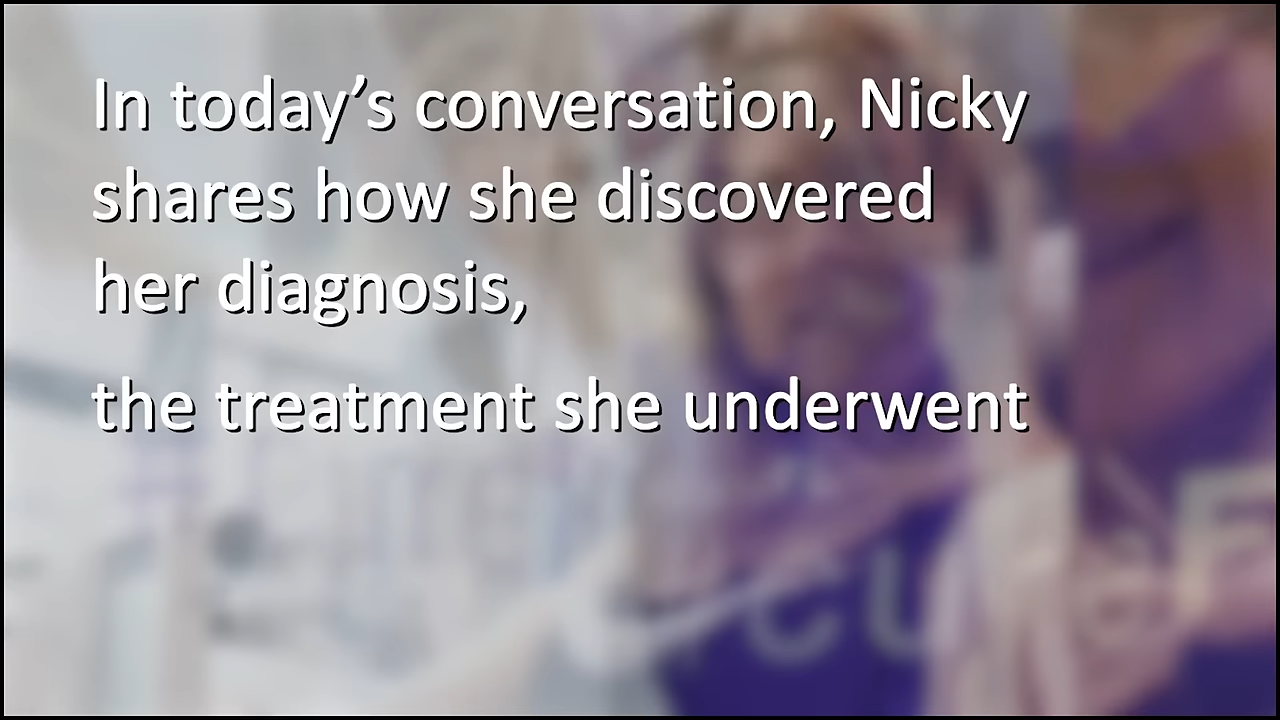 In today’s conversation, Nicky
shares how she discovered
her diagnosis,
the treatment she underwent